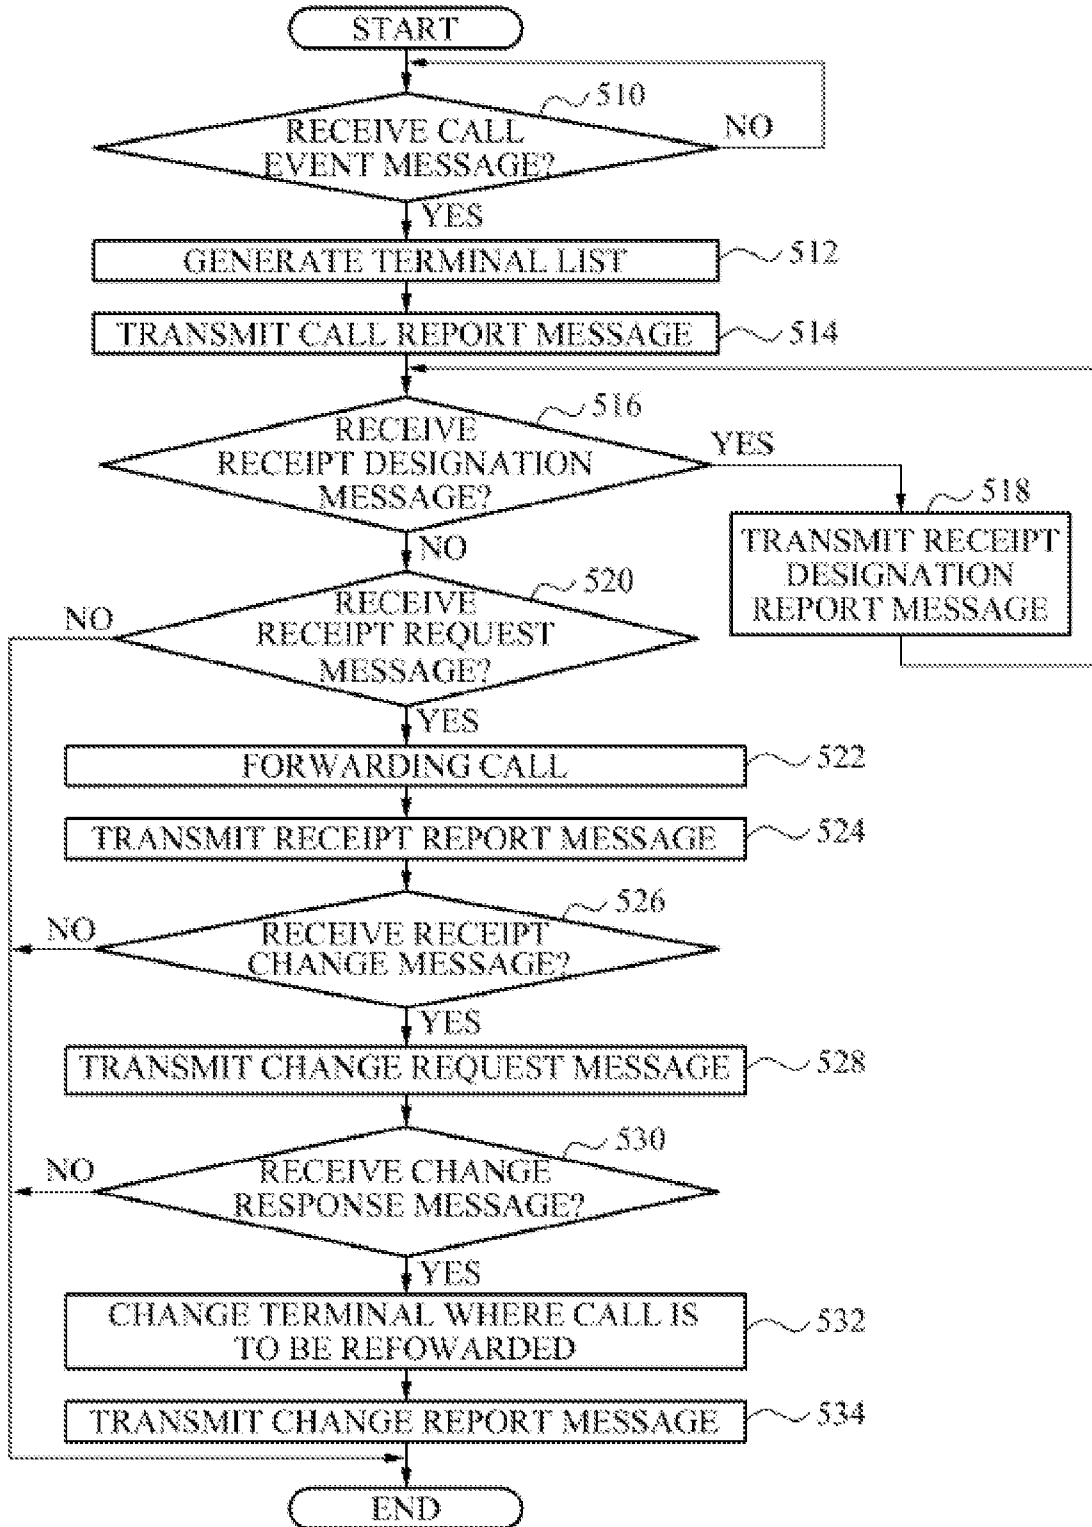 START
510
RECEIVE CALL
EVENT MESSAGE?
NO
YES
GENERATE TERMINAL LIST
512
TRANSMIT CALL REPORT MESSAGE
514
516
RECEIVE
RECEIPT DESIGNATION
MESSAGE?
YES
NO
518
TRANSMIT RECEIPT
DESIGNATION
REPORT MESSAGE
520
RECEIVE
RECEIPT REQUEST
MESSAGE?
NO
YES
FORWARDING CALL
522
TRANSMIT RECEIPT REPORT MESSAGE
524
526
RECEIVE RECEIPT
CHANGE MESSAGE?
NO
YES
TRANSMIT CHANGE REQUEST MESSAGE
528
530
RECEIVE CHANGE
RESPONSE MESSAGE?
NO
YES
CHANGE TERMINAL WHERE CALL IS
TO BE REFOWARDED
532
TRANSMIT CHANGE REPORT MESSAGE
534
END